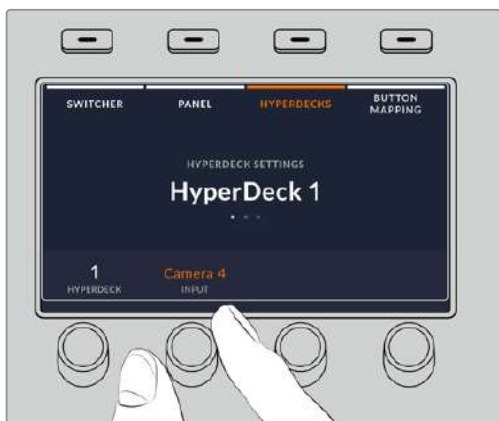 SWITCHER PANEL HYPERDECKS BUTTON MAPPING
HYPERDECK SETTINGS
HyperDeck 1
1 Camera 4
HYPERDECK INPUT